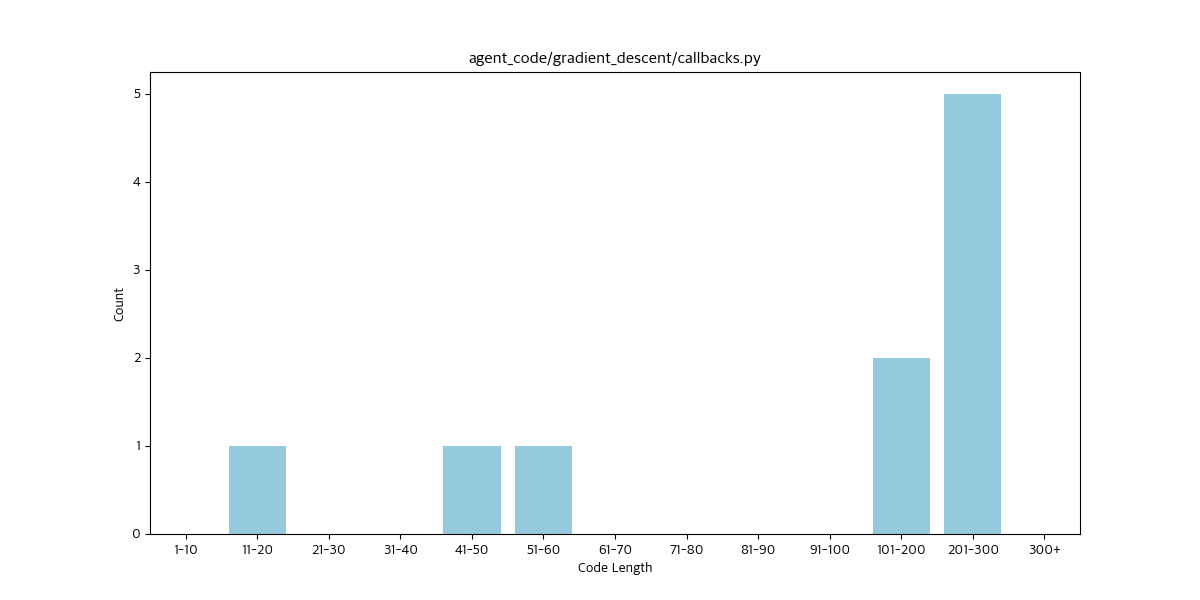 agent_code/gradient_descent/callbacks.py
5
4
3
2
1
0
Count
1-10 11-20 21-30 31-40 41-50 51-60 61-70 71-80 81-90 91-100 101-200 201-300 300+
Code Length